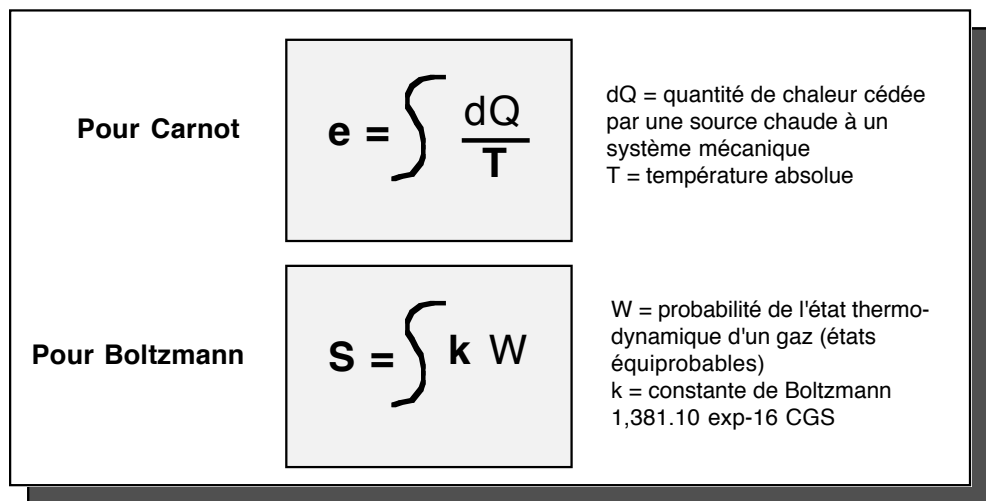 Pour Carnot
e = ∫ dQ / T
dQ = quantité de chaleur cédée
par une source chaude à un
système mécanique
T = température absolue
Pour Boltzmann
S = ∫ k W
W = probabilité de l'état thermo-
dynamique d'un gaz (états
équiprobables)
k = constante de Boltzmann
1,381.10 exp-16 CGS